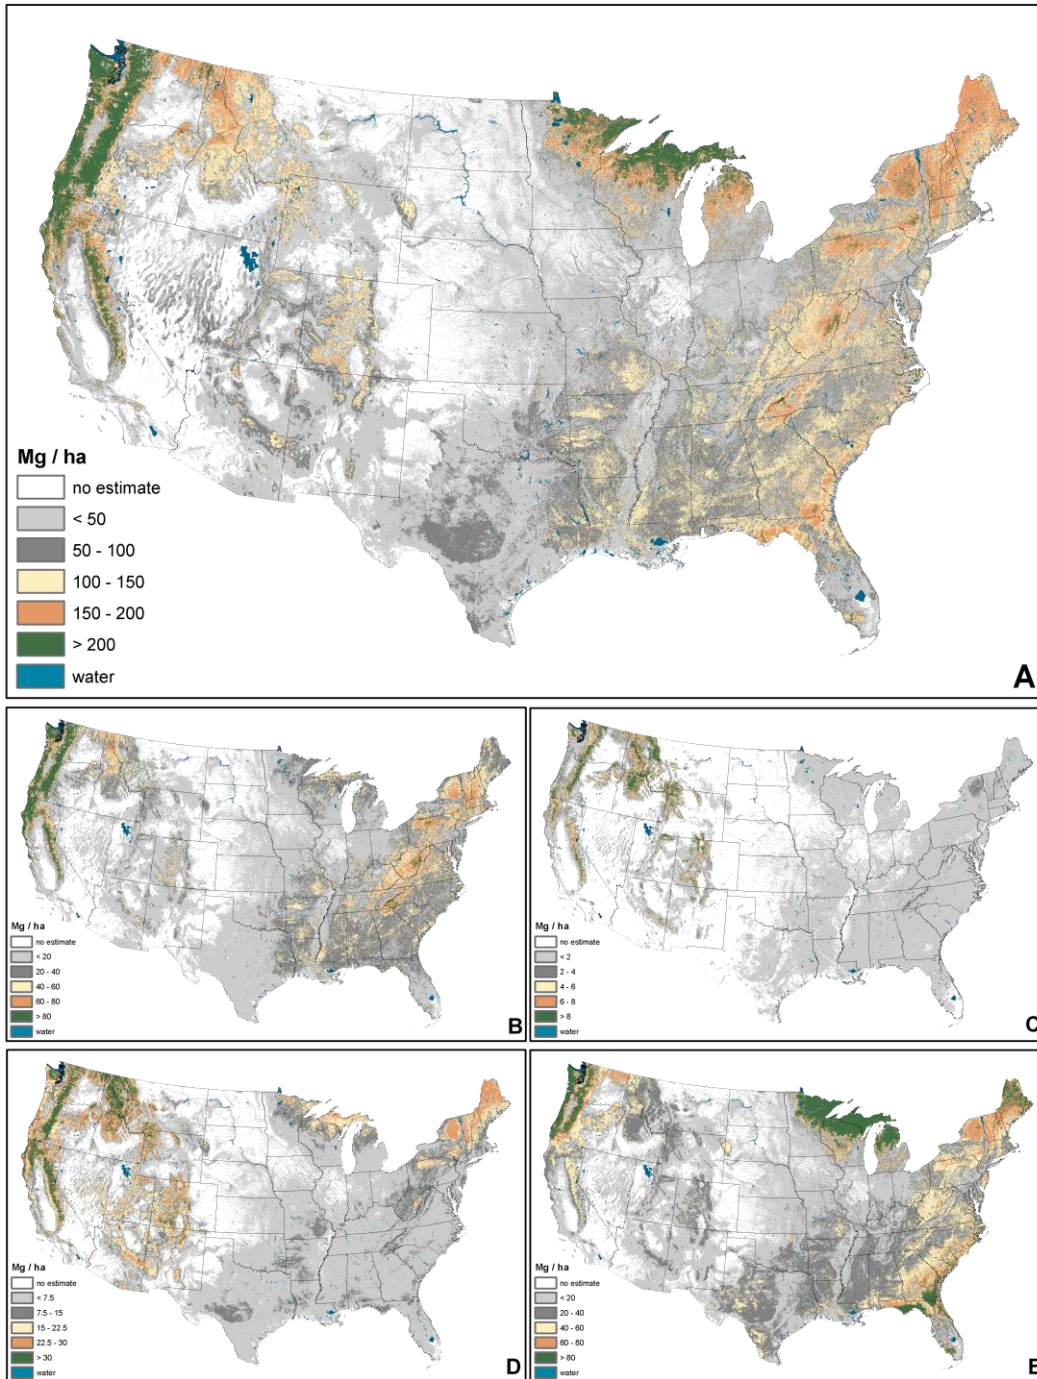 Mg / ha
no estimate
< 50
50 - 100
100 - 150
150 - 200
> 200
water
A
Mg / ha
no estimate
< 20
20 - 40
40 - 60
60 - 80
> 80
water
B
Mg / ha
no estimate
< 2
2 - 4
4 - 6
6 - 8
> 8
water
C
Mg / ha
no estimate
< 7.5
7.5 - 15
15 - 22.5
22.5 - 30
> 30
water
D
Mg / ha
no estimate
< 20
20 - 40
40 - 60
60 - 80
> 80
water
E